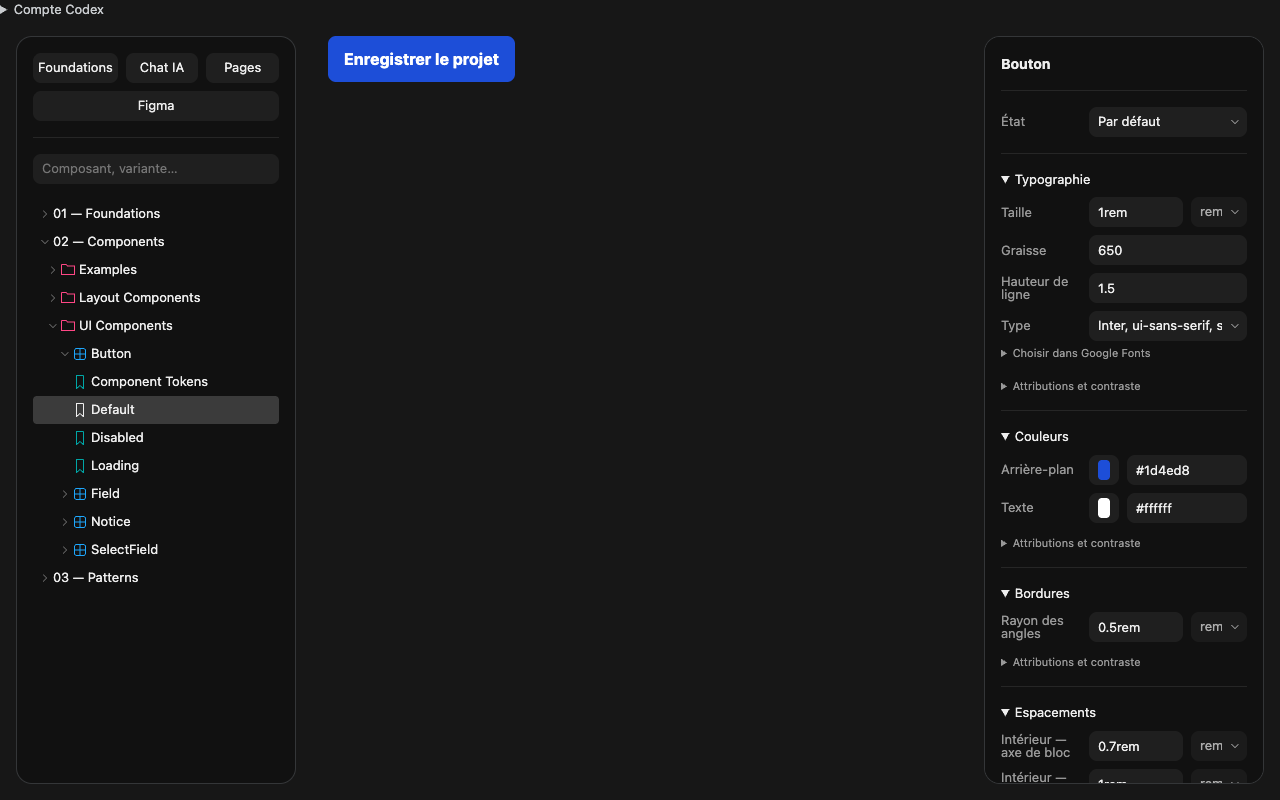 Compte Codex
Foundations
Chat IA
Pages
Figma
Composant, variante…
01 — Foundations
02 — Components
Examples
Layout Components
UI Components
Button
Component Tokens
Default
Disabled
Loading
Field
Notice
SelectField
03 — Patterns
Enregistrer le projet
Bouton
État
Par défaut
Typographie
Taille
1rem
rem
Graisse
650
Hauteur de
ligne
1.5
Type
Inter, ui-sans-serif, s
Choisir dans Google Fonts
Attributions et contraste
Couleurs
Arrière-plan
#1d4ed8
Texte
#ffffff
Attributions et contraste
Bordures
Rayon des
angles
0.5rem
rem
Attributions et contraste
Espacements
Intérieur —
axe de bloc
0.7rem
rem
Intérieur —
1rem
rem